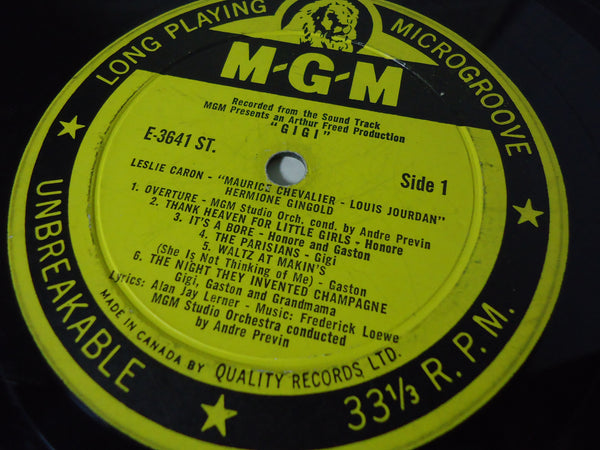 LONG PLAYING MICROGROOVE
M-G-M
Recorded from the Sound Track
MGM Presents an Arthur Freed Production
"GIGI"
E-3641 ST.
Side 1
LESLIE CARON - "MAURICE CHEVALIER - LOUIS JOURDAN"
HERMIONE GINGOLD
1. OVERTURE - MGM Studio Orch. cond. by Andre Previn
2. THANK HEAVEN FOR LITTLE GIRLS - Honore
3. IT'S A BORE - Honore and Gaston
4. THE PARISIANS - Gigi
5. WALTZ AT MAKIN'S
(She Is Not Thinking of Me) - Gaston
6. THE NIGHT THEY INVENTED CHAMPAGNE
Gigi, Gaston and Grandmama
Lyrics: Alan Jay Lerner - Music: Frederick Loewe
MGM Studio Orchestra conducted
by Andre Previn
MADE IN CANADA BY QUALITY RECORDS LTD.
UNBREAKABLE
33 1/3 R.P.M.